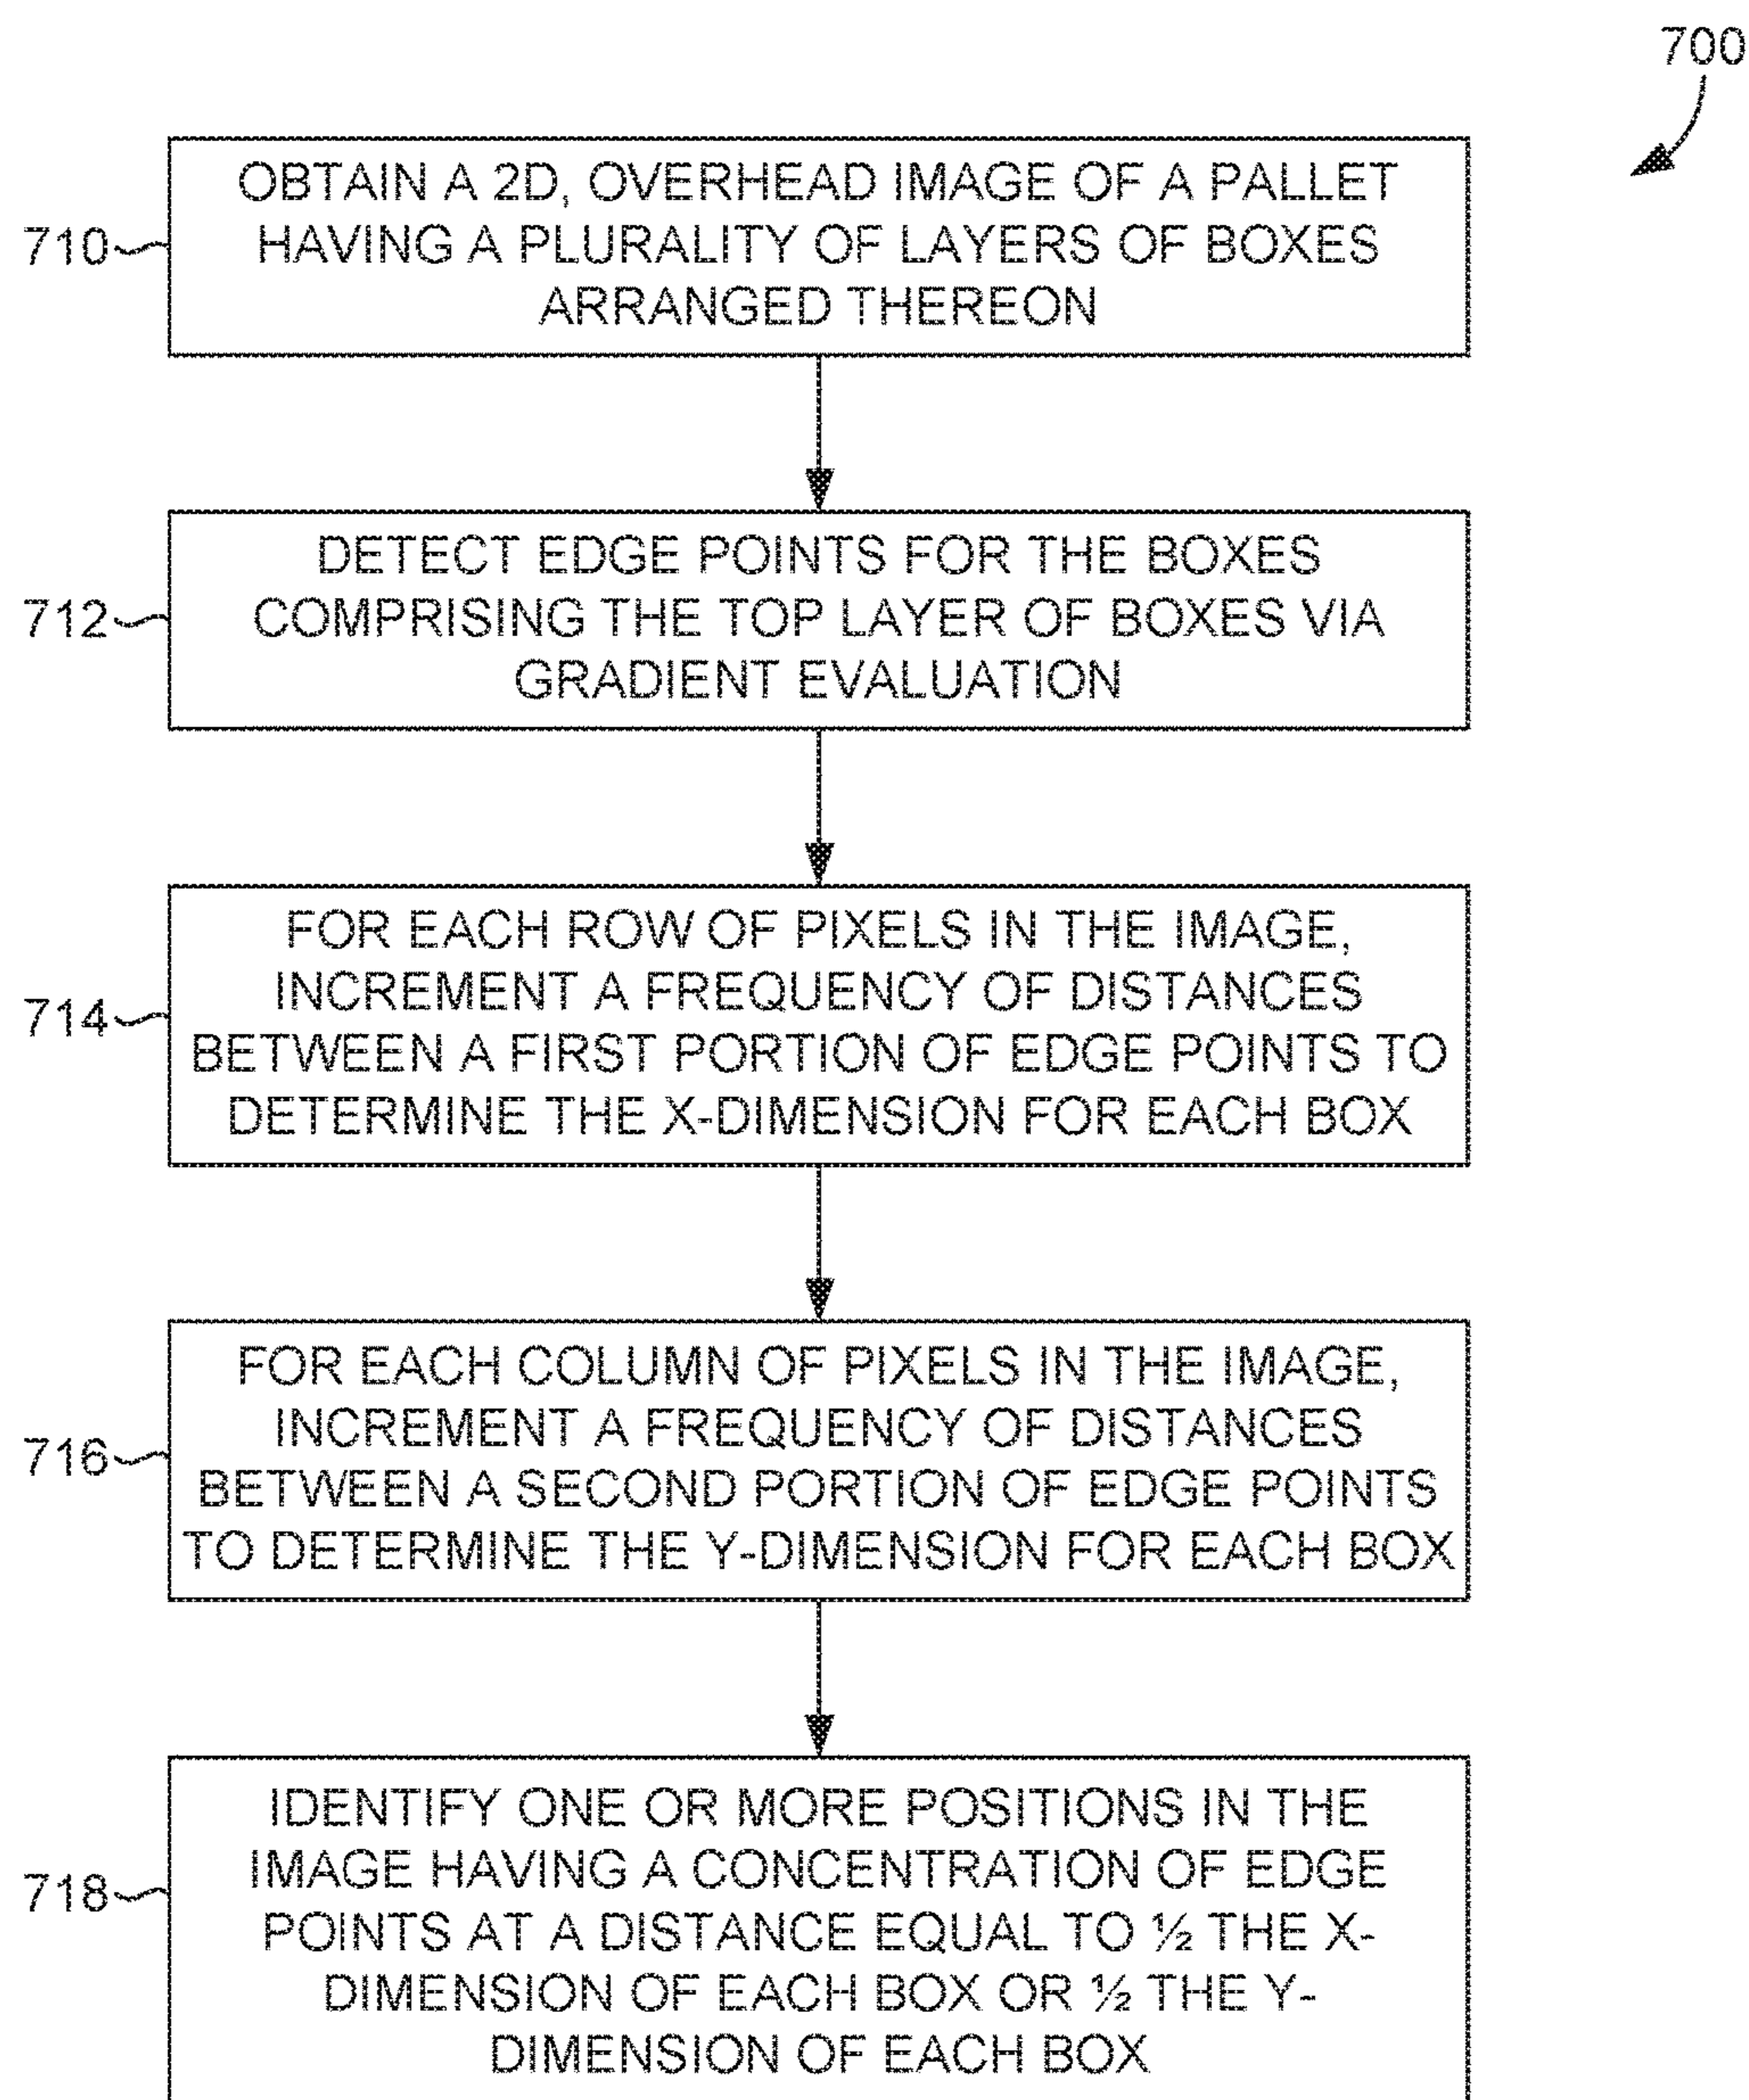 700
710
OBTAIN A 2D, OVERHEAD IMAGE OF A PALLET
HAVING A PLURALITY OF LAYERS OF BOXES
ARRANGED THEREON
712
DETECT EDGE POINTS FOR THE BOXES
COMPRISING THE TOP LAYER OF BOXES VIA
GRADIENT EVALUATION
714
FOR EACH ROW OF PIXELS IN THE IMAGE,
INCREMENT A FREQUENCY OF DISTANCES
BETWEEN A FIRST PORTION OF EDGE POINTS TO
DETERMINE THE X-DIMENSION FOR EACH BOX
716
FOR EACH COLUMN OF PIXELS IN THE IMAGE,
INCREMENT A FREQUENCY OF DISTANCES
BETWEEN A SECOND PORTION OF EDGE POINTS
TO DETERMINE THE Y-DIMENSION FOR EACH BOX
718
IDENTIFY ONE OR MORE POSITIONS IN THE
IMAGE HAVING A CONCENTRATION OF EDGE
POINTS AT A DISTANCE EQUAL TO ½ THE X-
DIMENSION OF EACH BOX OR ½ THE Y-
DIMENSION OF EACH BOX